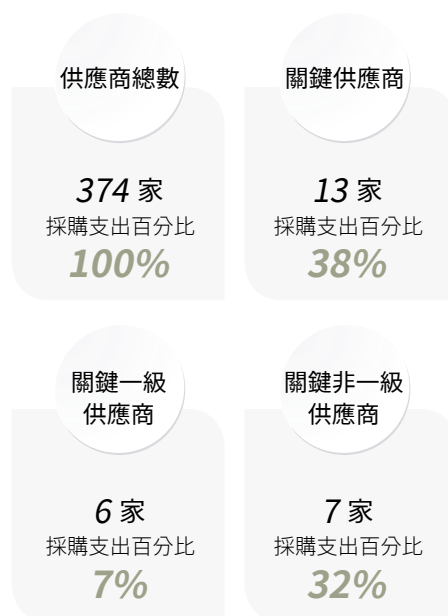 供應商總數
374 家
採購支出百分比
100%
關鍵供應商
13 家
採購支出百分比
38%
關鍵一級
供應商
6 家
採購支出百分比
7%
關鍵非一級
供應商
7 家
採購支出百分比
32%